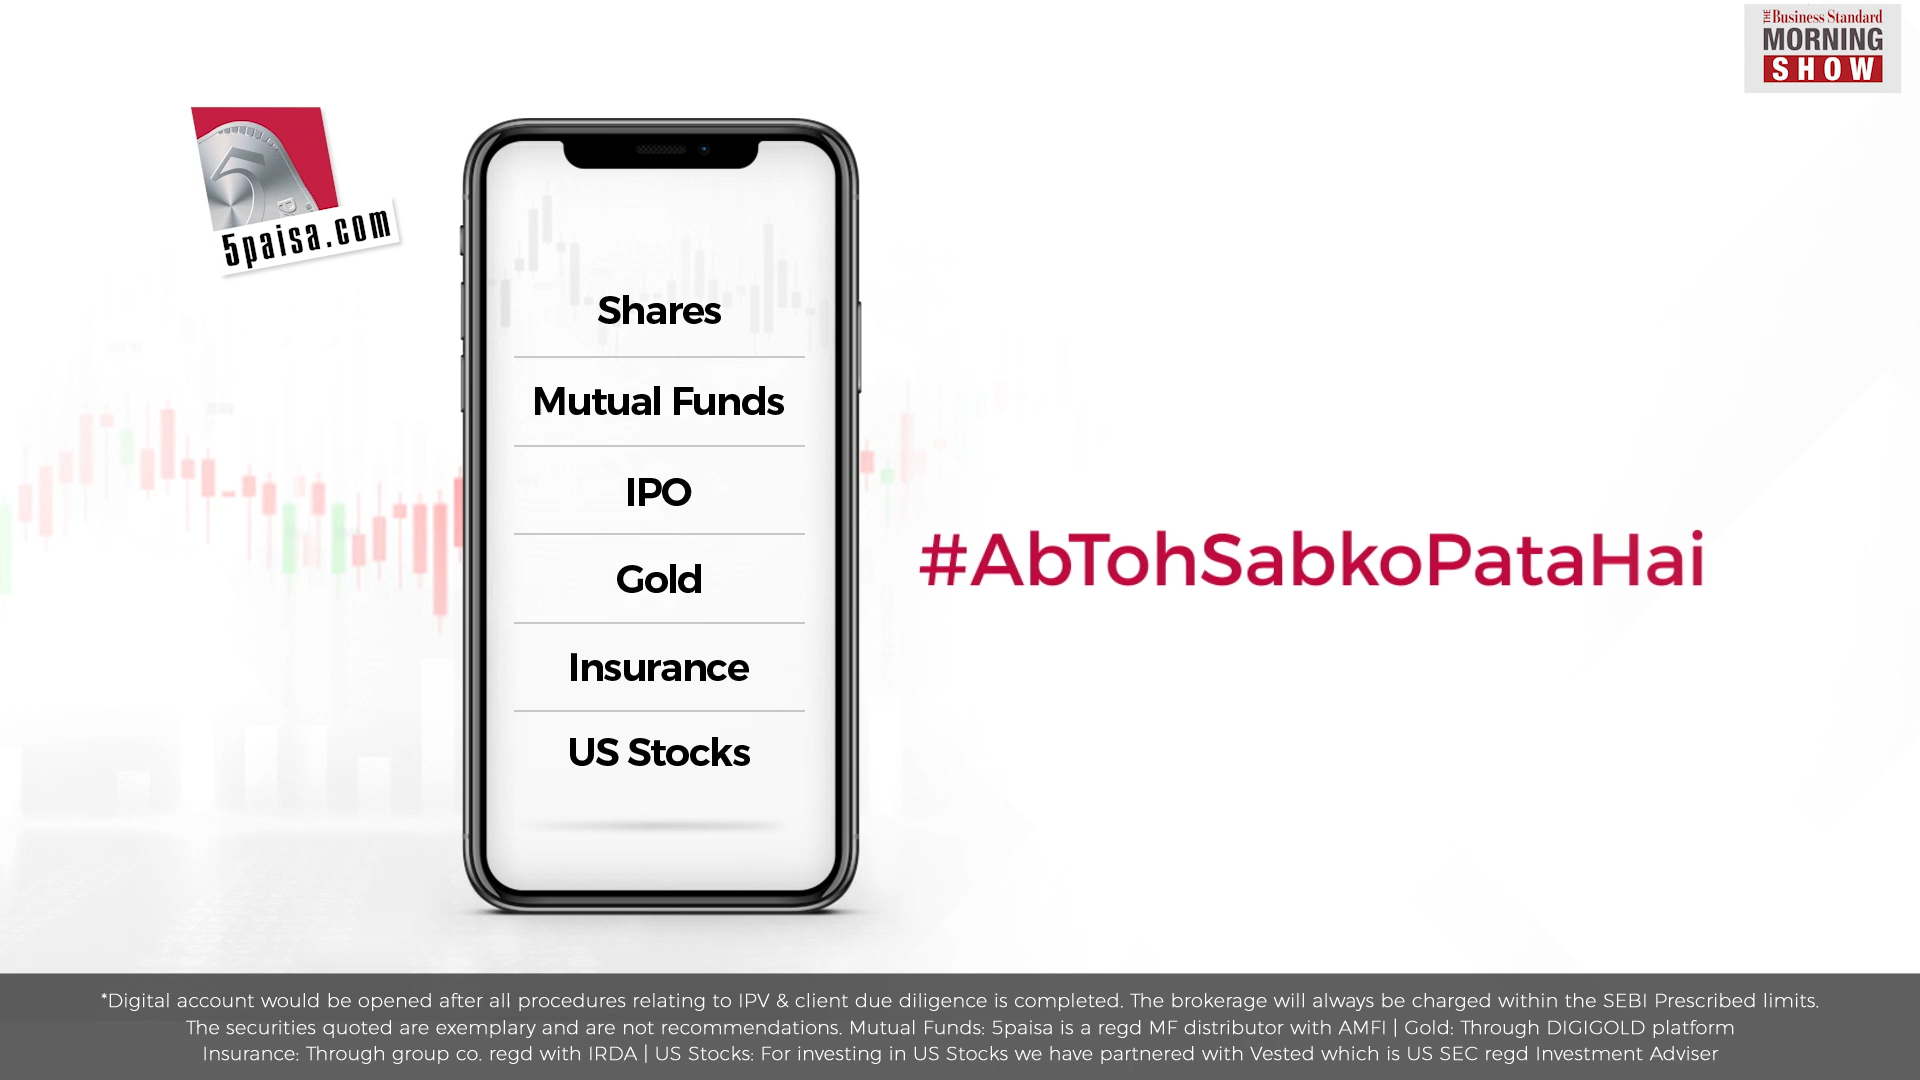 THE Business Standard
MORNING
SHOW
5
5paisa.com
Shares
Mutual Funds
IPO
Gold
Insurance
US Stocks
#AbTohSabkoPataHai
*Digital account would be opened after all procedures relating to IPV & client due diligence is completed. The brokerage will always be charged within the SEBI Prescribed limits.
The securities quoted are exemplary and are not recommendations. Mutual Funds: 5paisa is a regd MF distributor with AMFI | Gold: Through DIGIGOLD platform
Insurance: Through group co. regd with IRDA | US Stocks: For investing in US Stocks we have partnered with Vested which is US SEC regd Investment Adviser